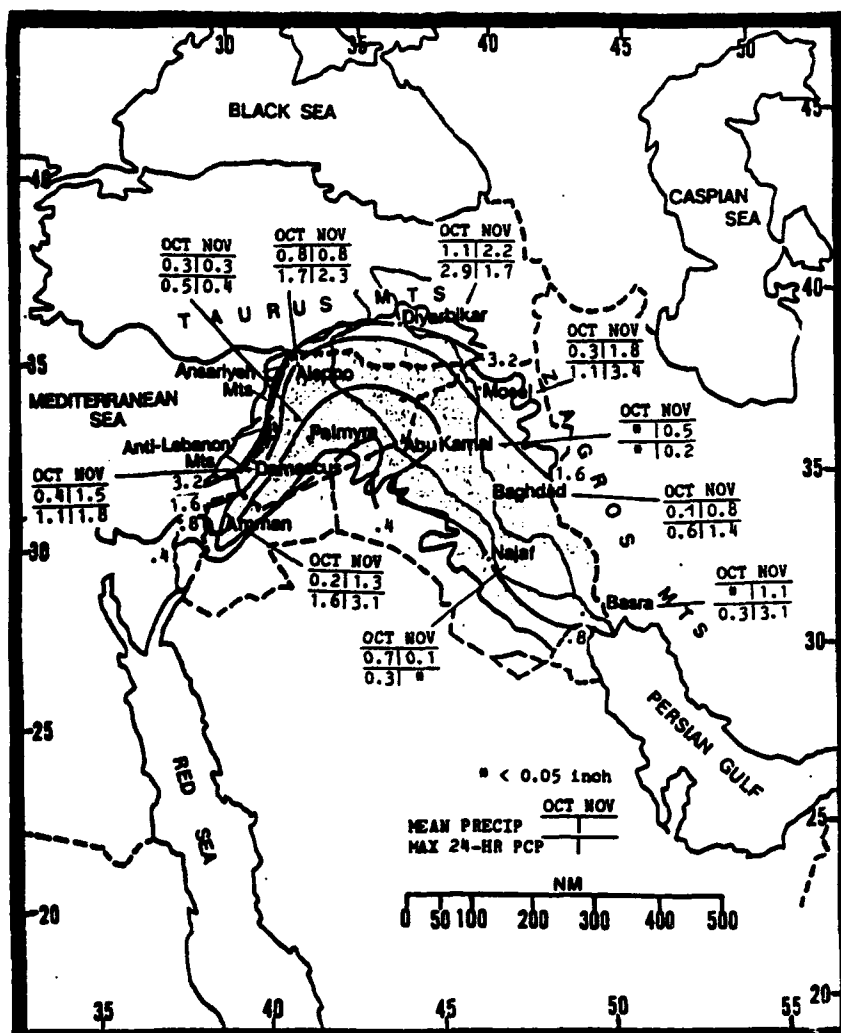 30 35 40 45 50
45
BLACK SEA
40
CASPIAN
SEA
OCT NOV
0.3|0.3
0.5|0.4
OCT NOV
0.8|0.8
1.7|2.3
OCT NOV
1.1|2.2
2.9|1.7
40
TAURUS MTS
Diyarbikar
35
Ansariyeh
Mts.
Aleppo
3.2
Mosul
OCT NOV
0.3|1.8
1.1|3.4
MEDITERRANEAN
SEA
ZAGROS MTS
Anti-Lebanon
Mts.
Palmyra
Abu Kamal
OCT NOV
*|0.5
*|0.2
35
OCT NOV
0.4|1.5
1.1|1.8
3.2
Damascus
1.6
Baghdad
1.6
.8
.4
OCT NOV
0.1|0.8
0.6|1.4
30
Amman
.4
Najaf
OCT NOV
0.2|1.3
1.6|3.1
Basra
OCT NOV
*|1.1
0.3|3.1
.8
30
OCT NOV
0.7|0.1
0.3|*
25
RED SEA
PERSIAN GULF
* < 0.05 inch
OCT NOV
MEAN PRECIP
MAX 24-HR PCP
25
NM
0 50 100 200 300 400 500
20
20
35 40 45 50 55